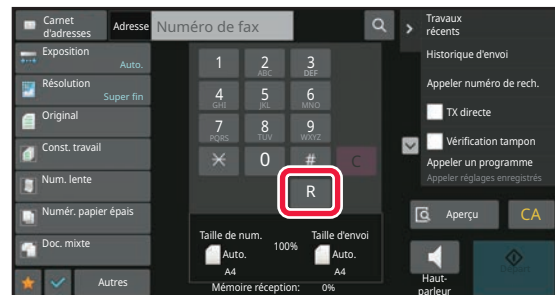 Carnet
d'adresses
Adresse
Numéro de fax
Travaux
récents
Exposition
Auto.
Historique d'envoi
Résolution
Super fin
Appeler numéro de rech.
Original
TX directe
Const. travail
Vérification tampon
Num. lente
Appeler un programme
Appeler réglages enregistrés
Numér. papier
épais
Doc. mixte
Autres
1
2
ABC
3
DEF
4
GHI
5
JKL
6
MNO
7
PQRS
8
TUV
9
WXYZ
0
#
C
R
Taille de
num.
Auto.
A4
100%
Taille d'envoi
Auto.
A4
Mémoire réception: 0%
Aperçu
CA
Haut-
parleur
Départ